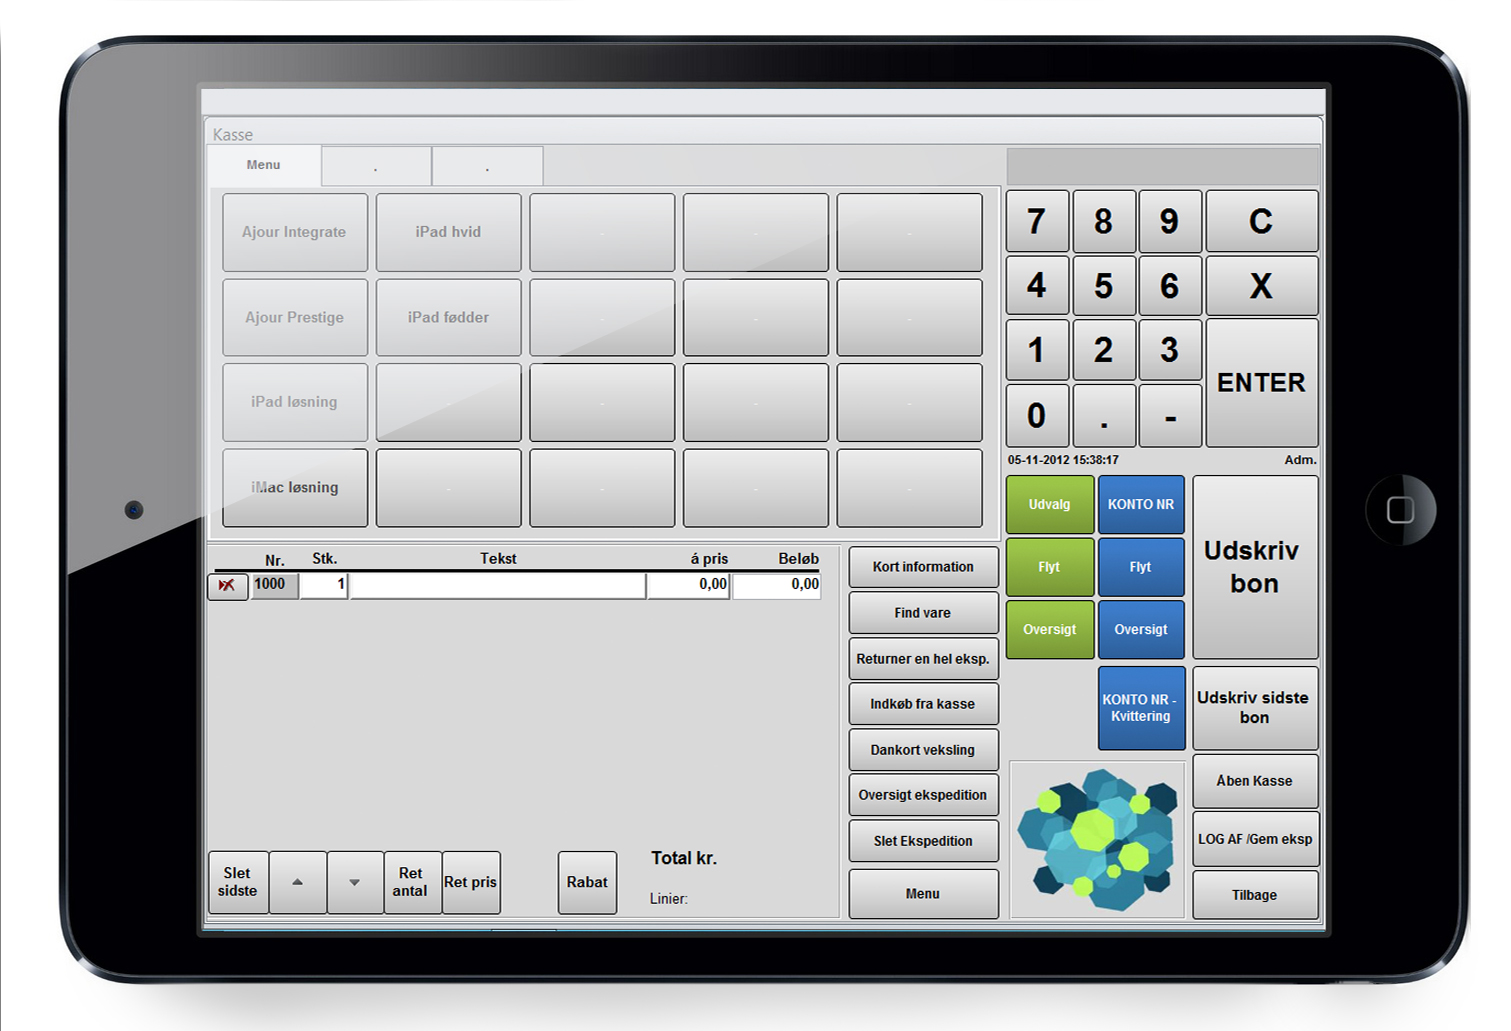 Kasse
Menu
.
.
Ajour Integrate
iPad hvid
-
-
-
Ajour Prestige
iPad fødder
-
-
-
iPad løsning
-
-
-
-
iMac løsning
-
-
-
-
7 8 9 C
4 5 6 X
1 2 3
ENTER
0 . -
05-11-2012 15:38:17
Adm.
Udvalg
KONTO NR
Flyt
Flyt
Oversigt
Oversigt
KONTO NR -
Kvittering
Udskriv
bon
Udskriv sidste
bon
Åben Kasse
LOG AF /Gem eksp
Tilbage
Nr. Stk. Tekst á pris Beløb
1000 1 0,00 0,00
Kort information
Find vare
Returner en hel eksp.
Indkøb fra kasse
Dankort veksling
Oversigt ekspedition
Slet Ekspedition
Menu
Slet
sidste
Ret
antal
Ret pris
Rabat
Total kr.
Linier: